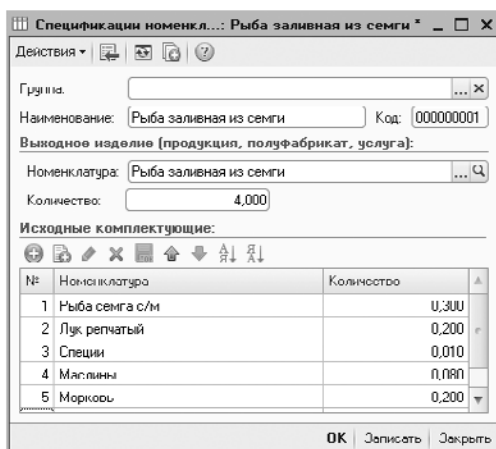 Спецификации номенкл...: Рыба заливная из семги *
Действия
Группа:
Наименование: Рыба заливная из семги Код: 000000001
Выходное изделие (продукция, полуфабрикат, услуга):
Номенклатура: Рыба заливная из семги
Количество: 4,000
Исходные комплектующие:
№ Номенклатура Количество
1 Рыба семга с/м 0,300
2 Лук репчатый 0,200
3 Специи 0,010
4 Маслины 0,080
5 Морковь 0,200
OK Записать Закрыть